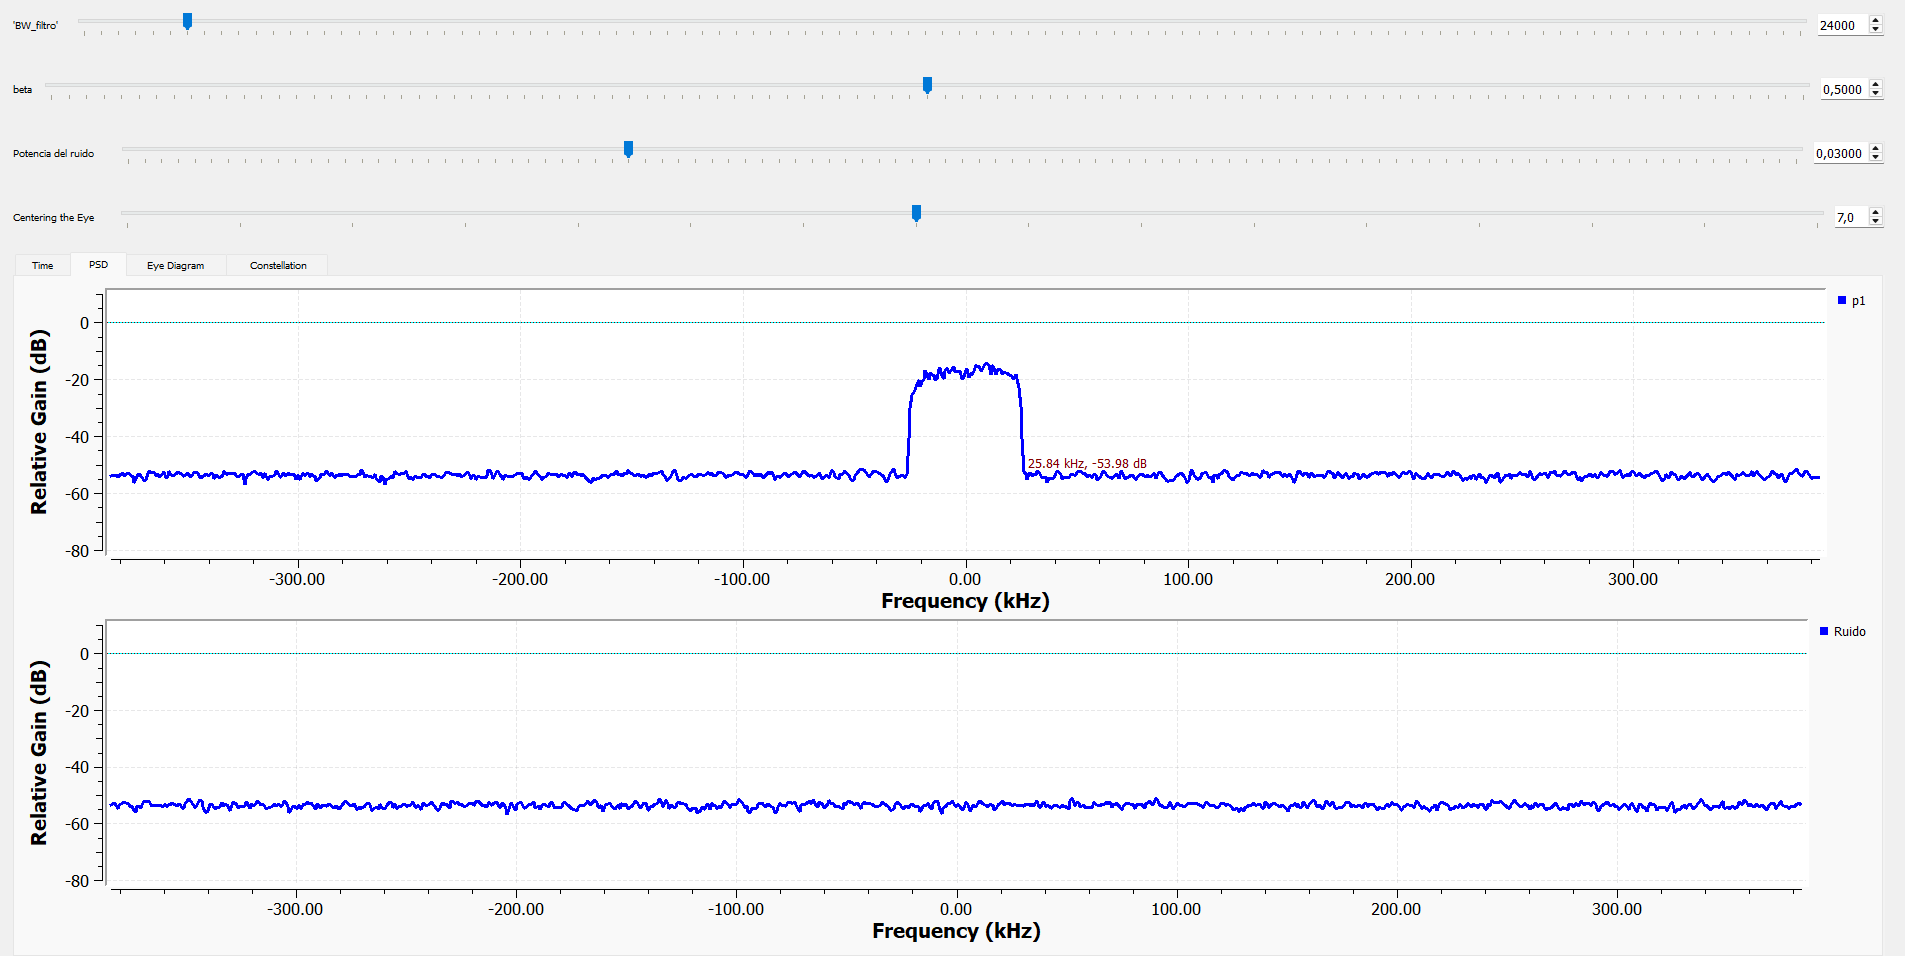 'BW_filtro' 24000
beta 0,5000
Potencia del ruido 0,03000
Centering the Eye 7,0
Time PSD Eye Diagram Constellation
p1
0
-20
-40
-60
-80
Relative Gain (dB)
25.84 kHz, -53.98 dB
-300.00 -200.00 -100.00 0.00 100.00 200.00 300.00
Frequency (kHz)
Ruido
0
-20
-40
-60
-80
Relative Gain (dB)
-300.00 -200.00 -100.00 0.00 100.00 200.00 300.00
Frequency (kHz)